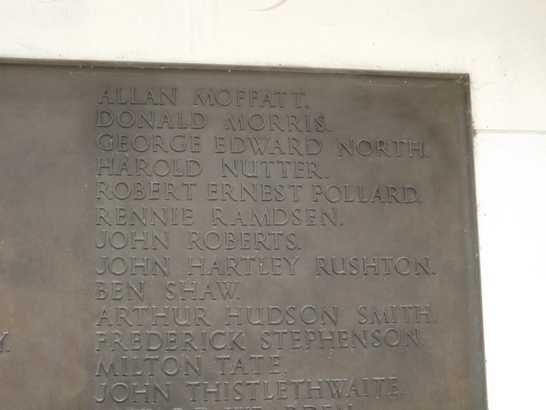 ALLAN MOFFATT.
DONALD MORRIS.
GEORGE EDWARD NORTH.
HAROLD NUTTER.
ROBERT ERNEST POLLARD.
RENNIE RAMDSEN.
JOHN ROBERTS.
JOHN HARTLEY RUSHTON.
BEN SHAW.
ARTHUR HUDSON SMITH.
FREDERICK STEPHENSON.
MILTON TATE.
JOHN THISTLETHWAITE.